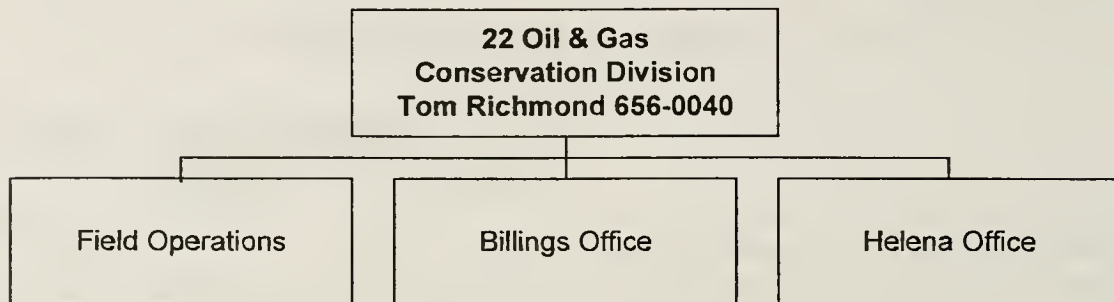 22 Oil & Gas
Conservation Division
Tom Richmond 656-0040
Field Operations
Billings Office
Helena Office